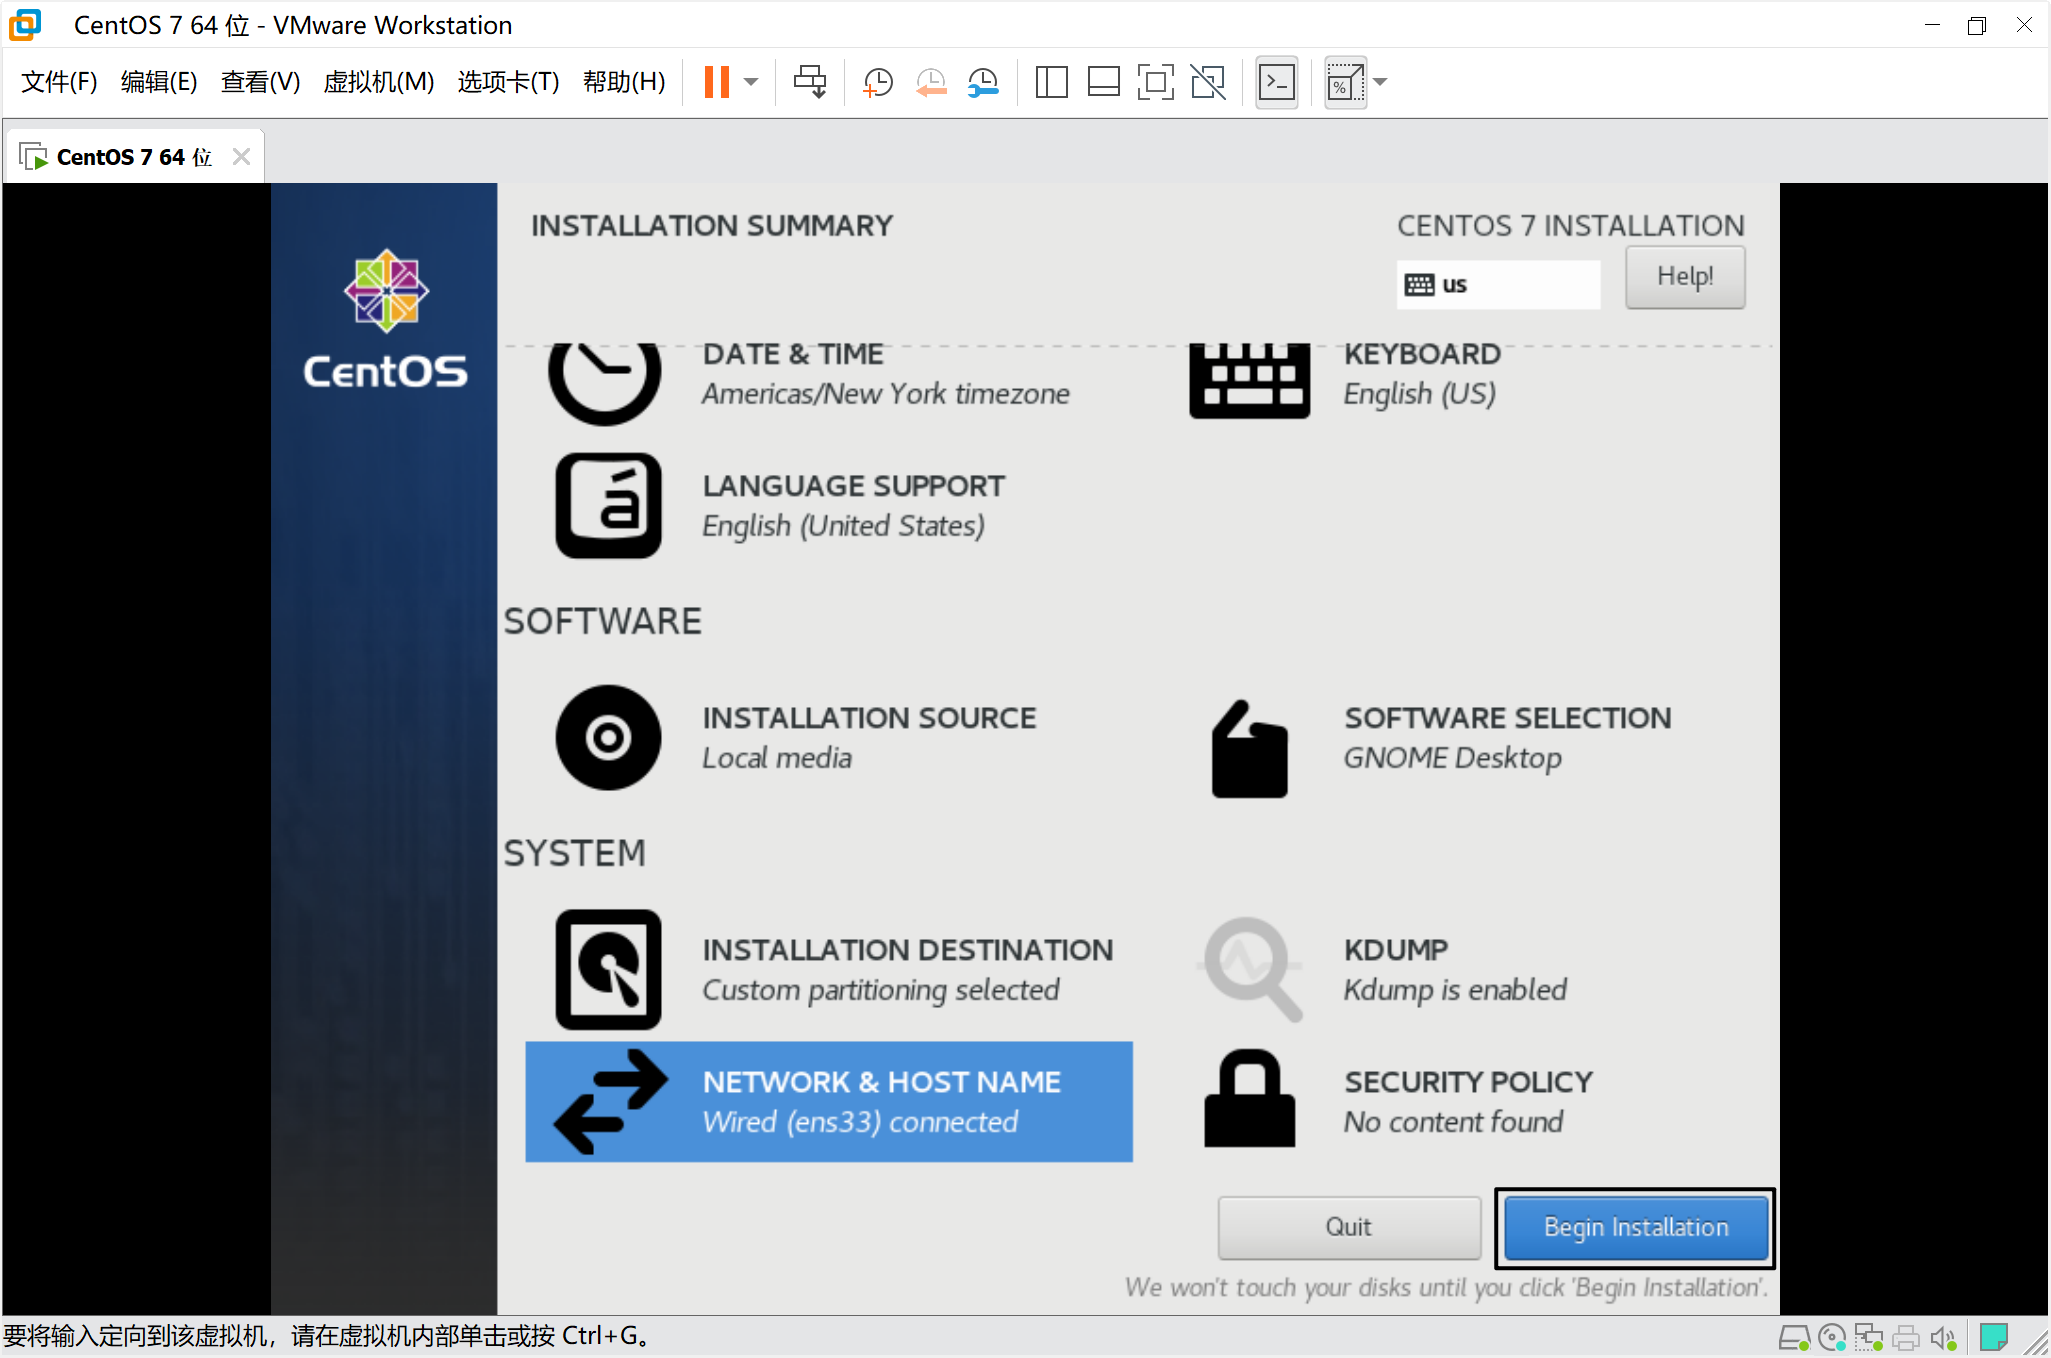 CentOS 7 64 位 - VMware Workstation
文件(F) 编辑(E) 查看(V) 虚拟机(M) 选项卡(T) 帮助(H)
CentOS 7 64 位
INSTALLATION SUMMARY
CENTOS 7 INSTALLATION
us
Help!
CentOS
DATE & TIME
Americas/New York timezone
KEYBOARD
English (US)
á
LANGUAGE SUPPORT
English (United States)
SOFTWARE
INSTALLATION SOURCE
Local media
SOFTWARE SELECTION
GNOME Desktop
SYSTEM
INSTALLATION DESTINATION
Custom partitioning selected
KDUMP
Kdump is enabled
NETWORK & HOST NAME
Wired (ens33) connected
SECURITY POLICY
No content found
Quit
Begin Installation
We won't touch your disks until you click 'Begin Installation'.
要将输入定向到该虚拟机，请在虚拟机内部单击或按 Ctrl+G。